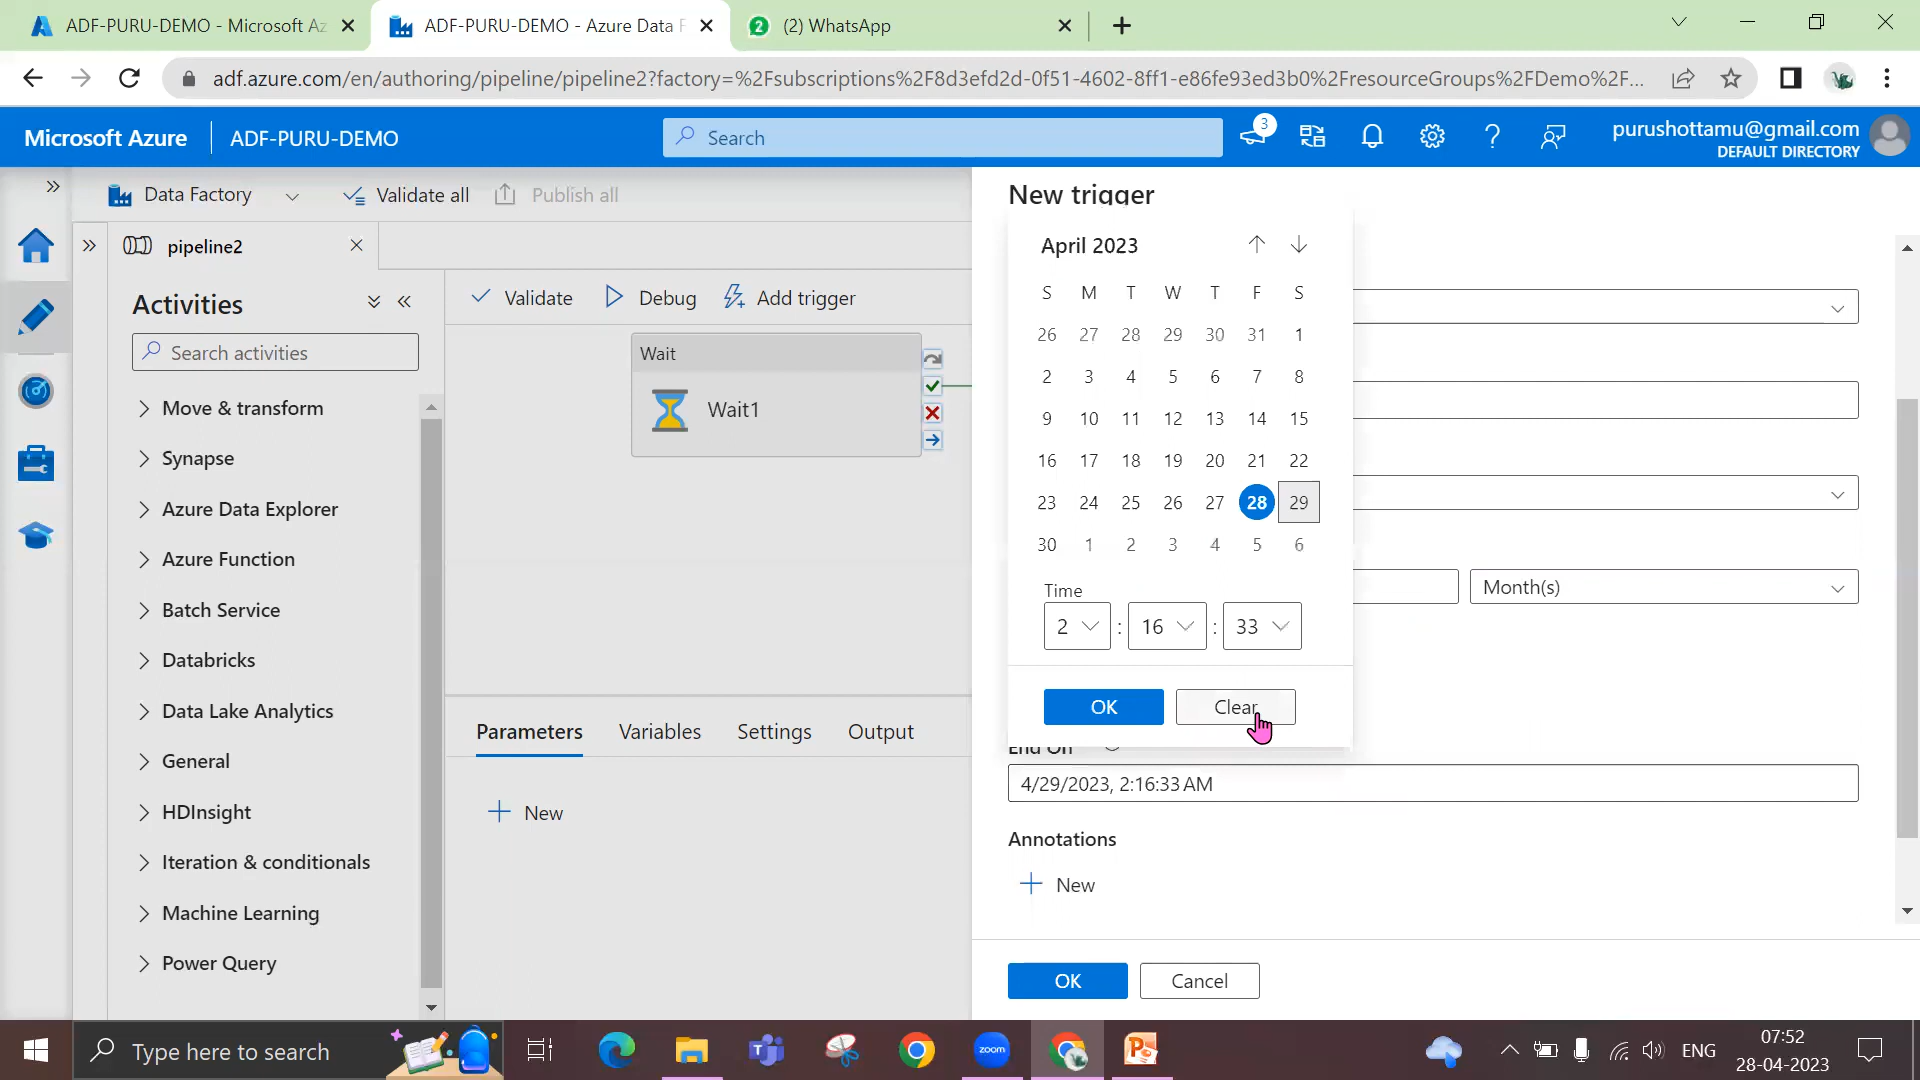 ADF-PURU-DEMO - Microsoft Az
ADF-PURU-DEMO - Azure Data F
2 (2) WhatsApp
adf.azure.com/en/authoring/pipeline/pipeline2?factory=%2Fsubscriptions%2F8d3efd2d-0f51-4602-8ff1-e86fe93ed3b0%2FresourceGroups%2FDemo%2F...
Microsoft Azure
ADF-PURU-DEMO
Search
3
purushottamu@gmail.com
DEFAULT DIRECTORY
Data Factory
Validate all
Publish all
New trigger
pipeline2
April 2023
Activities
Validate
Debug
Add trigger
S M T W T F S
26 27 28 29 30 31 1
2 3 4 5 6 7 8
9 10 11 12 13 14 15
16 17 18 19 20 21 22
23 24 25 26 27 28 29
30 1 2 3 4 5 6
Search activities
Wait
Wait1
Move & transform
Synapse
Azure Data Explorer
Azure Function
Batch Service
Databricks
Data Lake Analytics
General
HDInsight
Iteration & conditionals
Machine Learning
Power Query
Time
2 : 16 : 33
Month(s)
OK
Clear
Parameters
Variables
Settings
Output
New
End On
4/29/2023, 2:16:33 AM
Annotations
New
OK
Cancel
Type here to search
zoom
ENG
07:52
28-04-2023